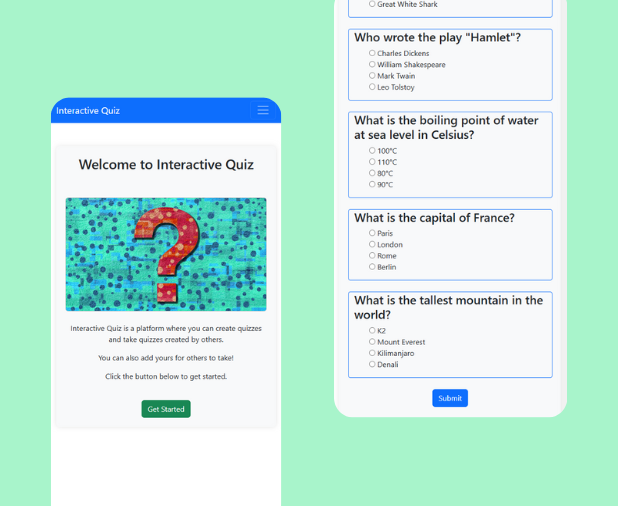 Interactive Quiz
Welcome to Interactive Quiz
Interactive Quiz is a platform where you can create quizzes
and take quizzes created by others.
You can also add yours for others to take!
Click the button below to get started.
Get Started
Great White Shark
Who wrote the play "Hamlet"?
Charles Dickens
William Shakespeare
Mark Twain
Leo Tolstoy
What is the boiling point of water
at sea level in Celsius?
100°C
110°C
80°C
90°C
What is the capital of France?
Paris
London
Rome
Berlin
What is the tallest mountain in the
world?
K2
Mount Everest
Kilimanjaro
Denali
Submit